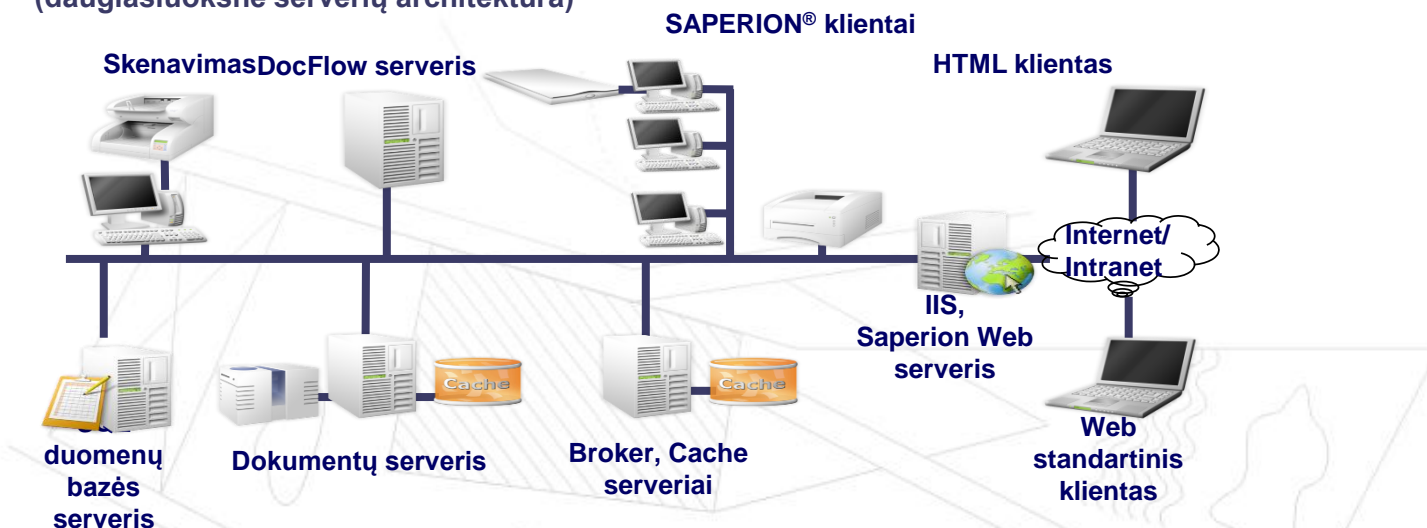 (daugiasluoksnė serverių architektūra)
SAPERION® klientai
Skenavimas
DocFlow serveris
HTML klientas
Internet/
Intranet
IIS,
Saperion Web
serveris
Cache
Cache
duomenų
bazės
serveris
Dokumentų serveris
Broker, Cache
serveriai
Web
standartinis
klientas